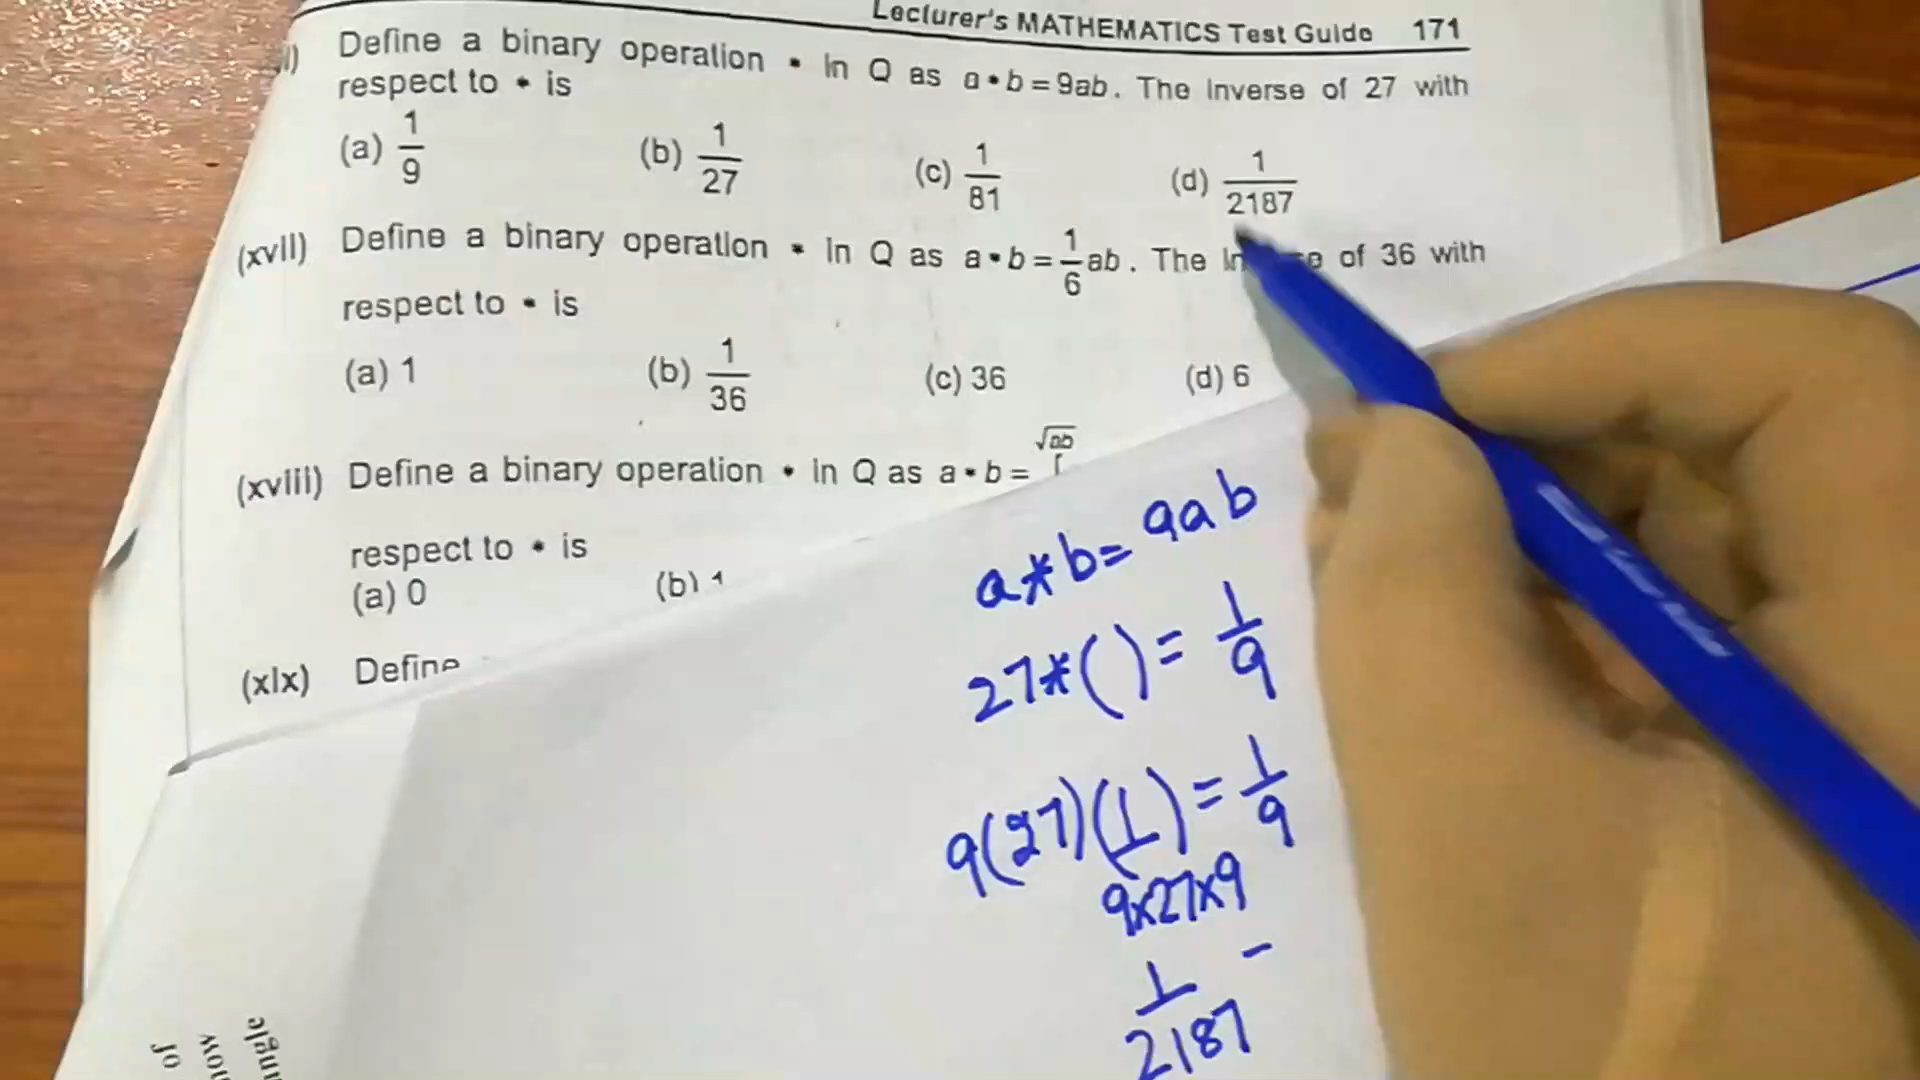 Lecturer's MATHEMATICS Test Guide 171
Define a binary operation * in Q as a*b=9ab. The inverse of 27 with
respect to * is
(a) 1/9 (b) 1/27 (c) 1/81 (d) 1/2187
(xvii) Define a binary operation * in Q as a*b=1/6ab. The of 36 with
respect to * is
(a) 1 (b) 1/36 (c) 36 (d) 6
(xviii) Define a binary operation * in Q as a*b= √ab
respect to * is
(a) 0 (b) 1
(xix) Define
a*b=9ab
27*( )=1/9
9(27)(1/9x27x9)=1/9
1/2187
of